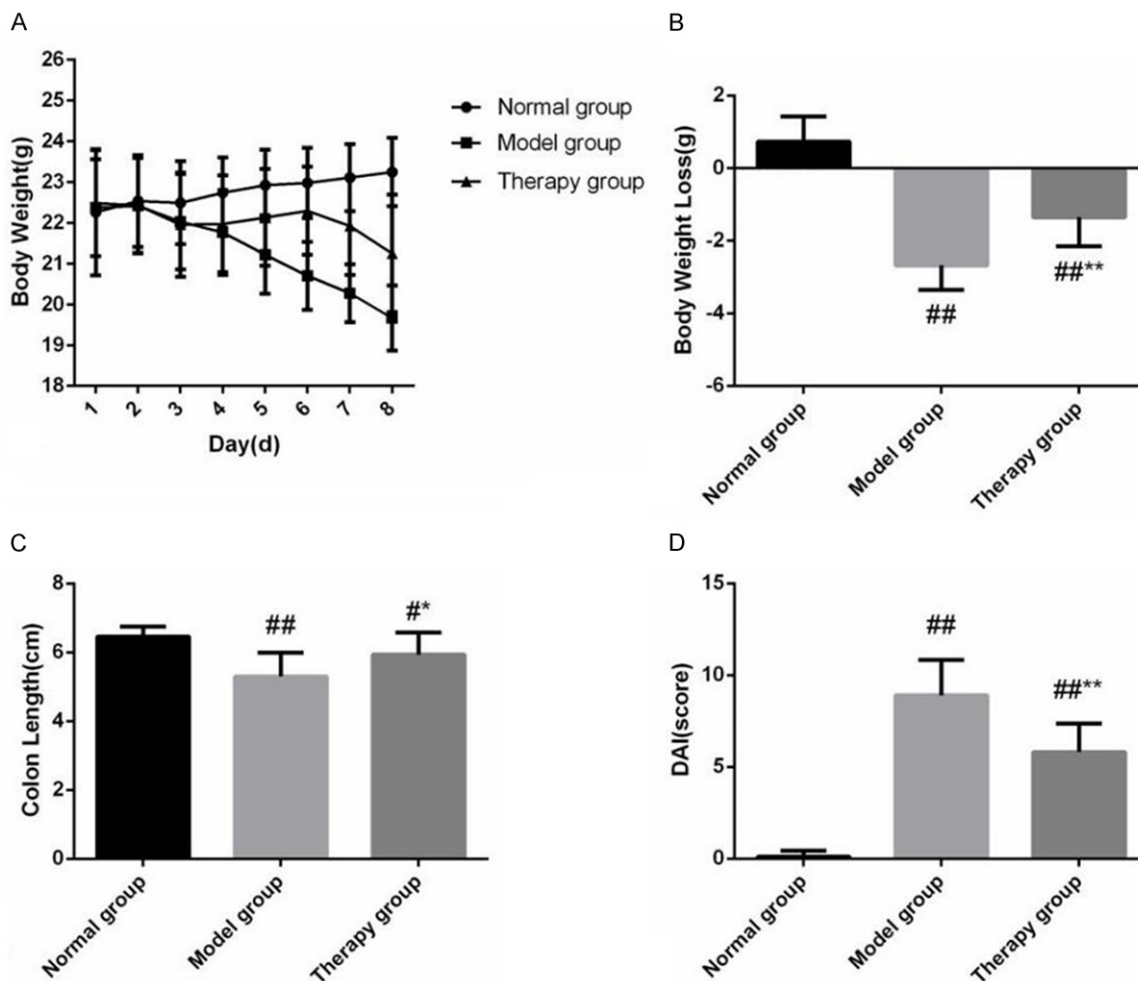 A
Body Weight(g)
26
25
24
23
22
21
20
19
18
1 2 3 4 5 6 7 8
Day(d)
Normal group
Model group
Therapy group
B
Body Weight Loss(g)
2
0
-2
-4
-6
##
##**
Normal group
Model group
Therapy group
C
Colon Length(cm)
8
6
4
2
0
##
#*
Normal group
Model group
Therapy group
D
DAI(score)
15
10
5
0
##
##**
Normal group
Model group
Therapy group